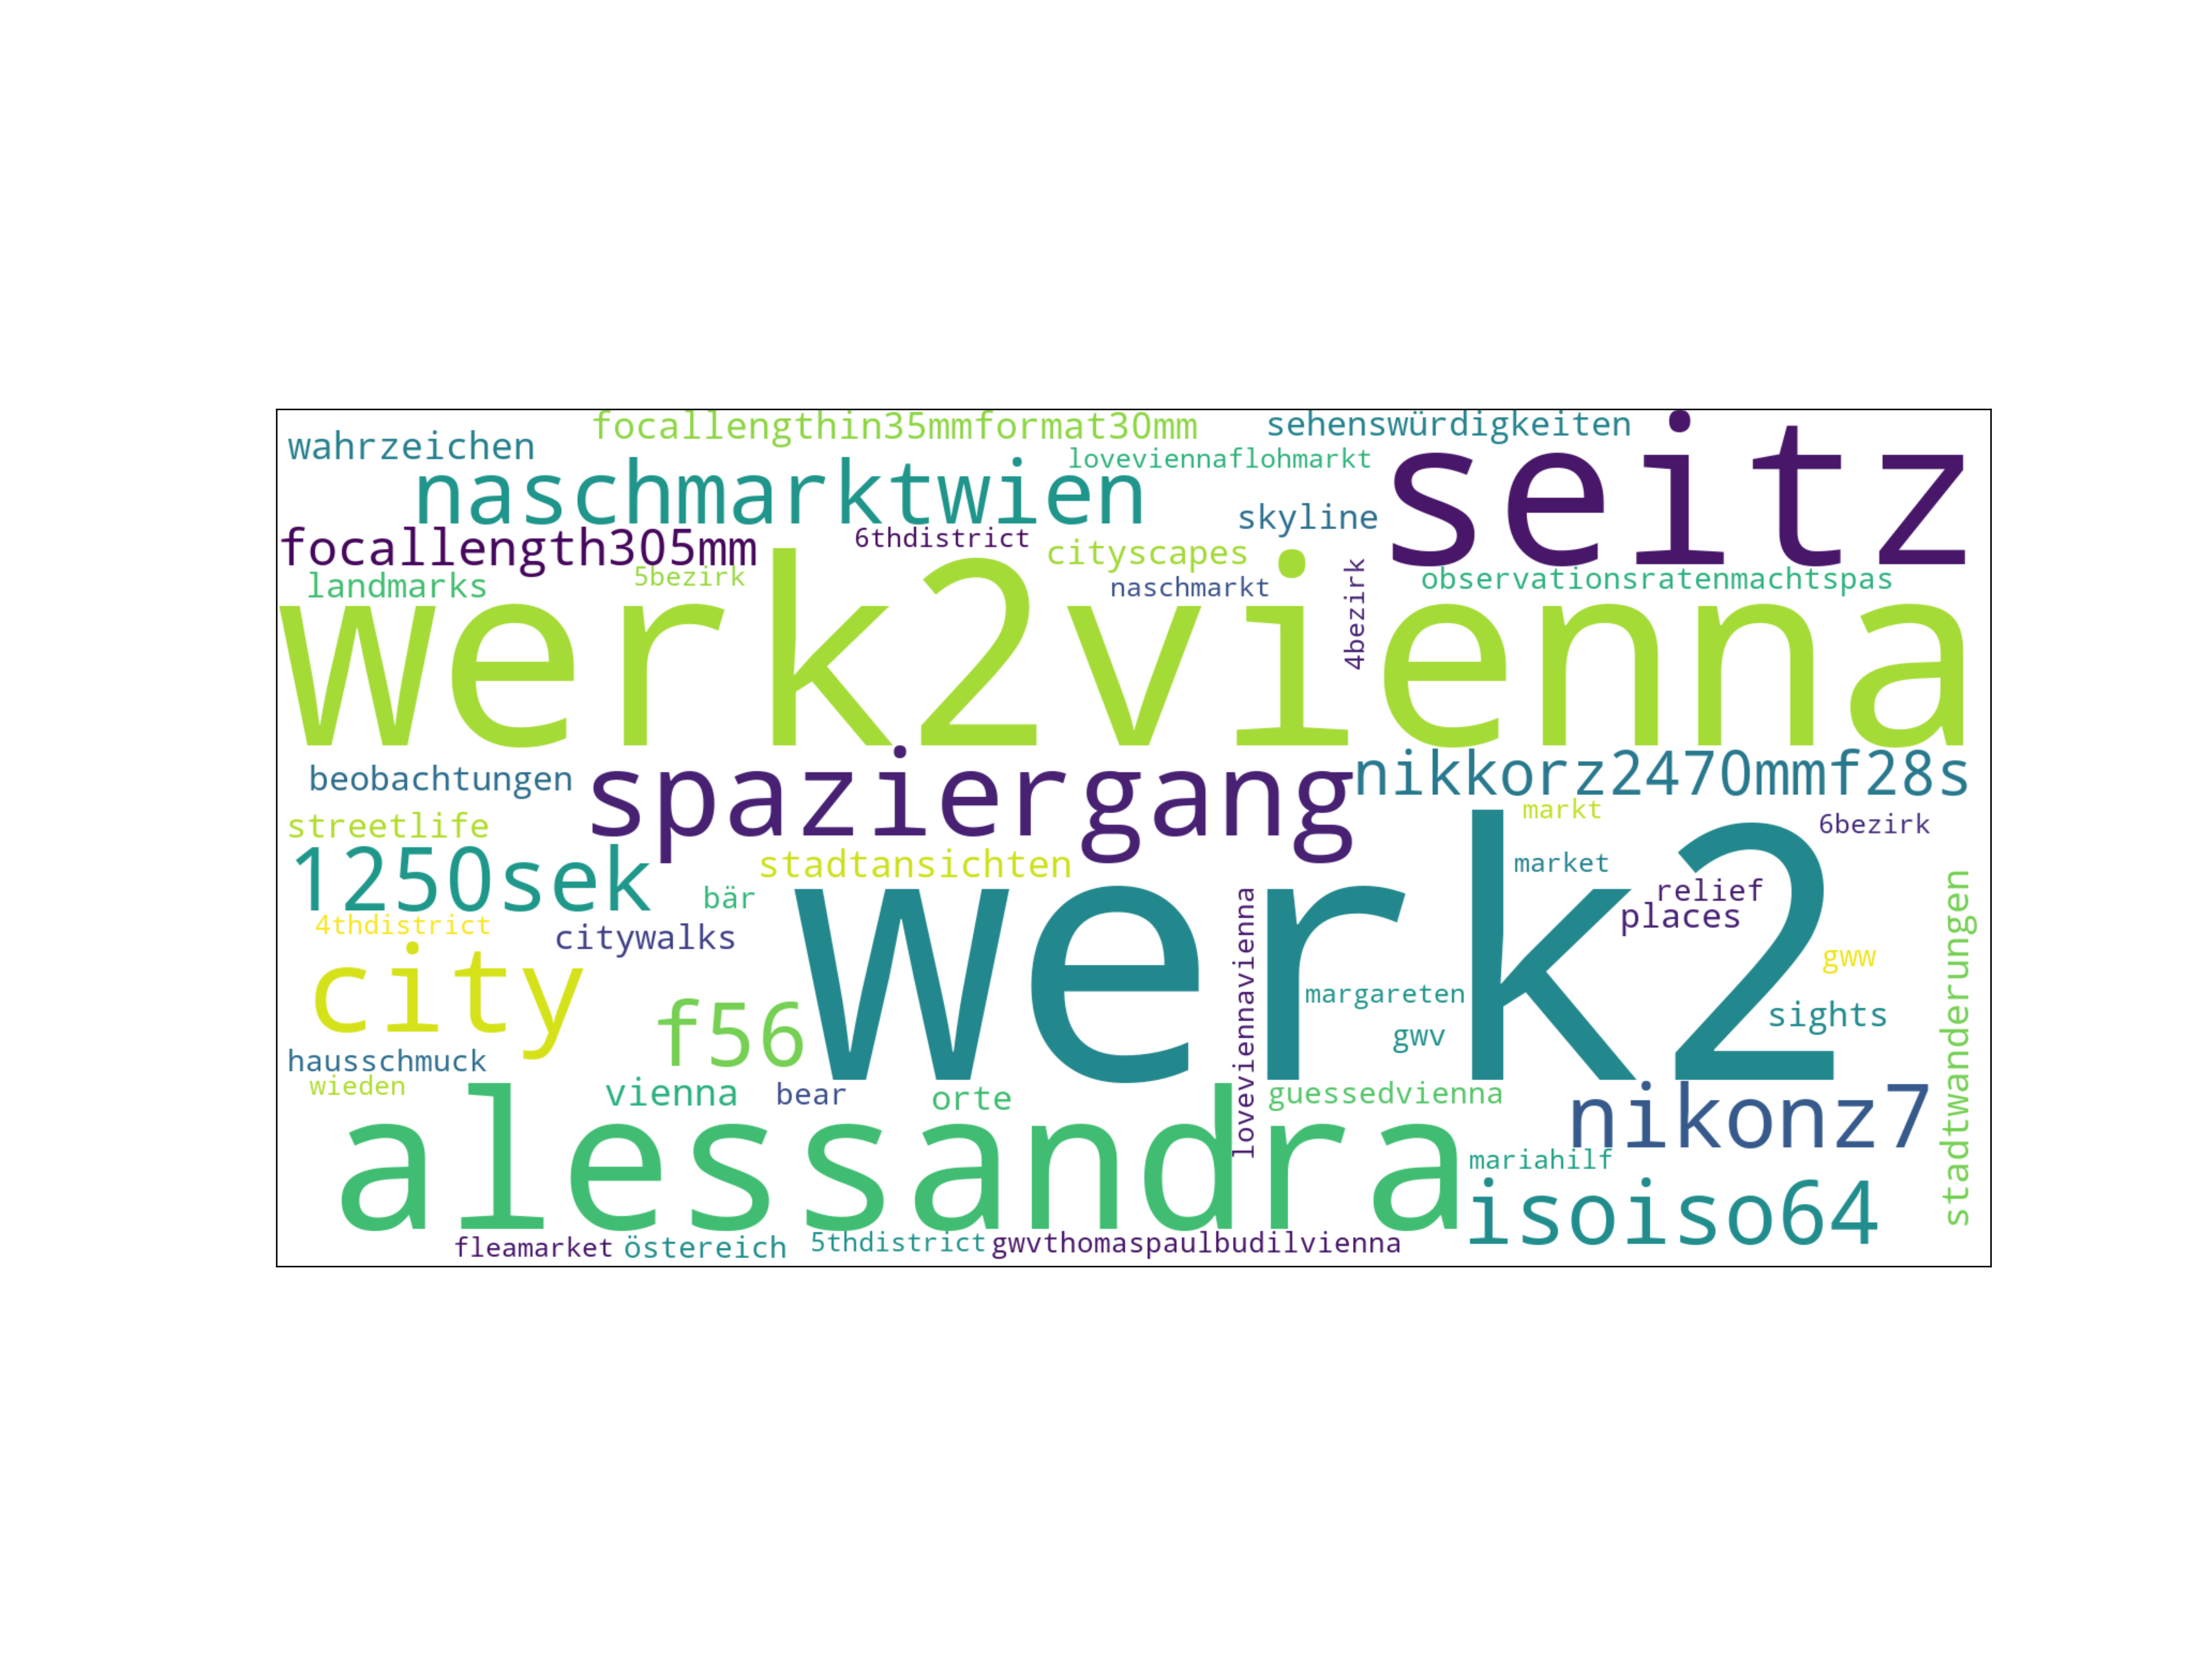 focallengthin35mmformat30mm
sehenswürdigkeiten
wahrzeichen
loveviennaflohmarkt
seitz
naschmarktwien
skyline
focallength305mm
6thdistrict
cityscapes
landmarks
5bezirk
naschmarkt
4bezirk
observationsratenmachtspas
werk2vienna
beobachtungen
spaziergang
nikkorz2470mmf28s
streetlife
markt
6bezirk
1250sek
stadtansichten
market
bär
relief
places
4thdistrict
citywalks
werk2
gww
city
f56
loveviennavienna
margareten
gwv
sights
stadtwanderungen
hausschmuck
wieden
vienna
bear
orte
guessedvienna
nikonz7
alessandra
mariahilf
isoiso64
fleamarket
östereich
5thdistrict
gwvthomaspaulbudilvienna